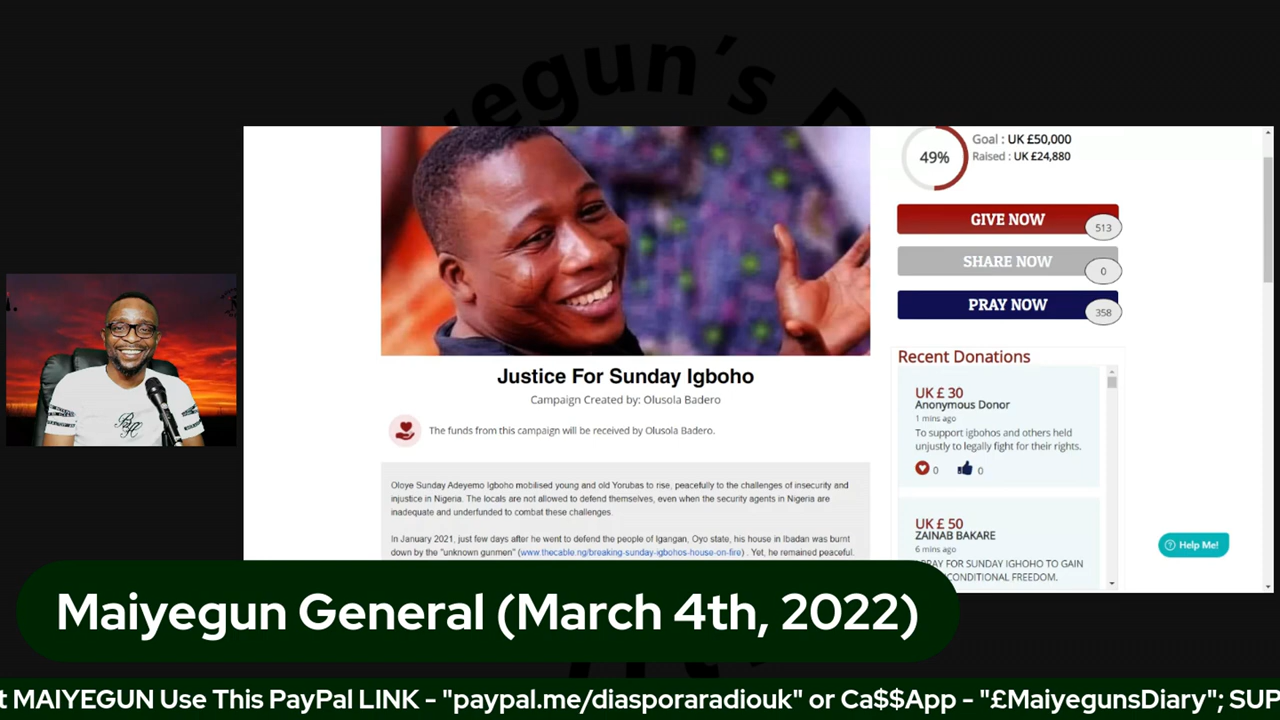 Maiyegun's D
49%
Goal : UK £50,000
Raised : UK £24,880
GIVE NOW
513
SHARE NOW
0
PRAY NOW
358
Justice For Sunday Igboho
Campaign Created by: Olusola Badero
The funds from this campaign will be received by Olusola Badero.
Oloye Sunday Adeyemo Igboho mobilised young and old Yorubas to rise, peacefully to the challenges of insecurity and
injustice in Nigeria. The locals are not allowed to defend themselves, even when the security agents in Nigeria are
inadequate and underfunded to combat these challenges.
In January 2021, just few days after he went to defend the people of Igangan, Oyo state, his house in Ibadan was burnt
down by the "unknown gunmen" (www.thecable.ng/breaking-sunday-igbohos-house-on-fire) . Yet, he remained peaceful.
Recent Donations
UK £ 30
Anonymous Donor
1 mins ago
To support igbohos and others held
unjustly to legally fight for their rights.
0 0
UK £ 50
ZAINAB BAKARE
6 mins ago
PRAY FOR SUNDAY IGHOHO TO GAIN
CONDITIONAL FREEDOM.
Help Me!
Maiyegun General (March 4th, 2022)
t MAIYEGUN Use This PayPal LINK - "paypal.me/diasporaradiouk" or Ca$$App - "£MaiyegunsDiary"; SUP